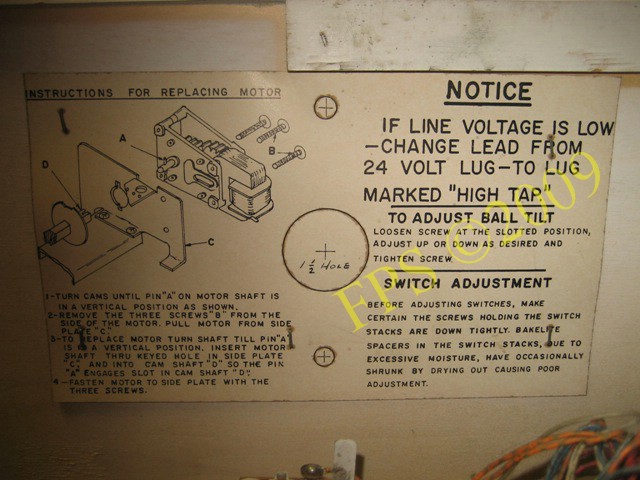 INSTRUCTIONS FOR REPLACING MOTOR
A
B
D
C
1-TURN CAMS UNTIL PIN "A" ON MOTOR SHAFT IS
IN A VERTICAL POSITION AS SHOWN.
2-REMOVE THE THREE SCREWS "B" FROM THE
SIDE OF THE MOTOR. PULL MOTOR FROM SIDE
PLATE "C".
3-TO REPLACE MOTOR TURN SHAFT TILL PIN "A"
IS IN A VERTICAL POSITION. INSERT MOTOR
SHAFT THRU KEYED HOLE IN SIDE PLATE
"C" AND INTO CAM SHAFT "D" SO THE PIN
"A" ENGAGES SLOT IN CAM SHAFT "D".
4-FASTEN MOTOR TO SIDE PLATE WITH THE
THREE SCREWS.
1 1/2 HOLE
NOTICE
IF LINE VOLTAGE IS LOW
-CHANGE LEAD FROM
24 VOLT LUG-TO LUG
MARKED "HIGH TAP"
TO ADJUST BALL TILT
LOOSEN SCREW AT THE SLOTTED POSITION,
ADJUST UP OR DOWN AS DESIRED AND
TIGHTEN SCREW.
SWITCH ADJUSTMENT
BEFORE ADJUSTING SWITCHES, MAKE
CERTAIN THE SCREWS HOLDING THE SWITCH
STACKS ARE DOWN TIGHTLY. BAKELITE
SPACERS IN THE SWITCH STACKS, DUE TO
EXCESSIVE MOISTURE, HAVE OCCASIONALLY
SHRUNK BY DRYING OUT CAUSING POOR
ADJUSTMENT.
EPS ©2009